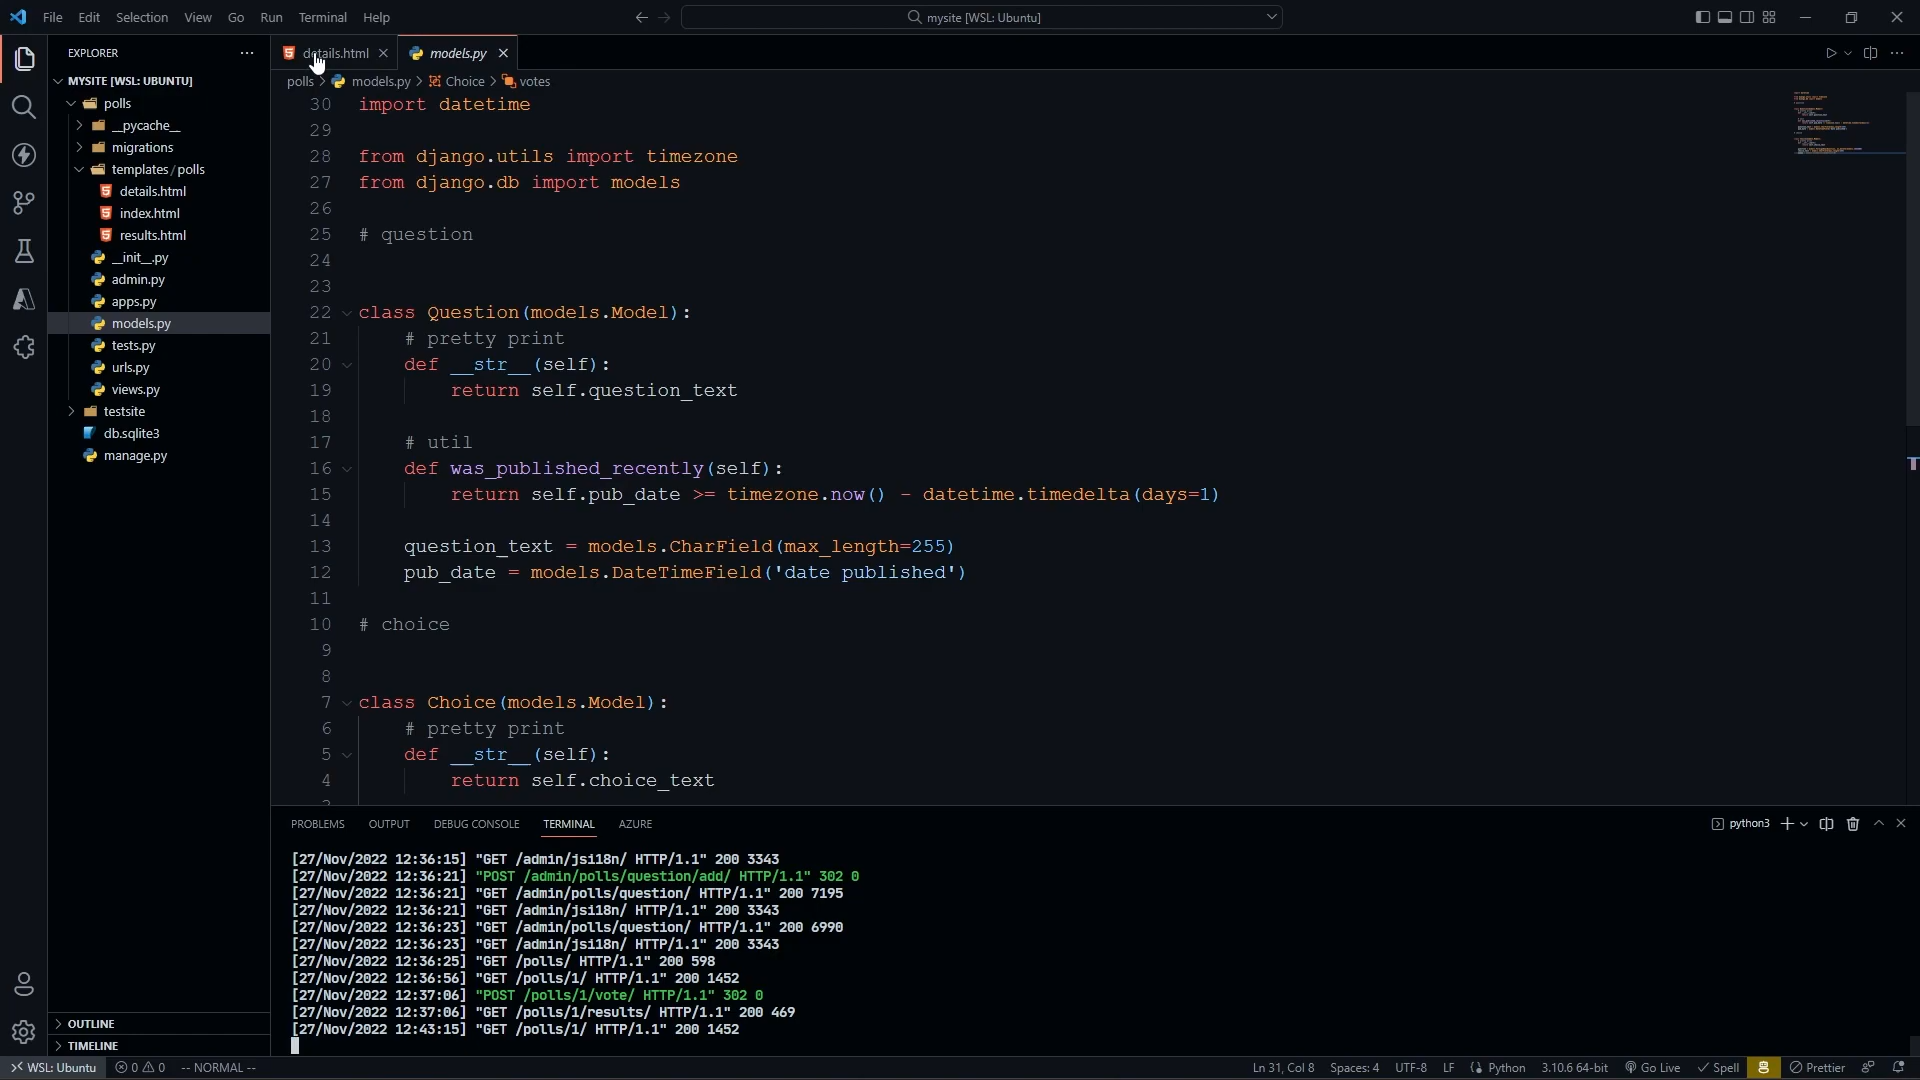 File Edit Selection View Go Run Terminal Help
mysite [WSL: Ubuntu]
EXPLORER
MYSITE [WSL: UBUNTU]
polls
__pycache__
migrations
templates / polls
details.html
index.html
results.html
__init__.py
admin.py
apps.py
models.py
tests.py
urls.py
views.py
testsite
db.sqlite3
manage.py
OUTLINE
TIMELINE
details.html models.py
polls > models.py > Choice > votes
30 import datetime
29
28 from django.utils import timezone
27 from django.db import models
26
25 # question
24
23
22 class Question(models.Model):
21 # pretty print
20 def __str__(self):
19 return self.question_text
18
17 # util
16 def was_published_recently(self):
15 return self.pub_date >= timezone.now() - datetime.timedelta(days=1)
14
13 question_text = models.CharField(max_length=255)
12 pub_date = models.DateTimeField('date published')
11
10 # choice
9
8
7 class Choice(models.Model):
6 # pretty print
5 def __str__(self):
4 return self.choice_text
PROBLEMS OUTPUT DEBUG CONSOLE TERMINAL AZURE
python3
[27/Nov/2022 12:36:15] "GET /admin/jsi18n/ HTTP/1.1" 200 3343
[27/Nov/2022 12:36:21] "POST /admin/polls/question/add/ HTTP/1.1" 302 0
[27/Nov/2022 12:36:21] "GET /admin/polls/question/ HTTP/1.1" 200 7195
[27/Nov/2022 12:36:21] "GET /admin/jsi18n/ HTTP/1.1" 200 3343
[27/Nov/2022 12:36:23] "GET /admin/polls/question/ HTTP/1.1" 200 6990
[27/Nov/2022 12:36:23] "GET /admin/jsi18n/ HTTP/1.1" 200 3343
[27/Nov/2022 12:36:25] "GET /polls/ HTTP/1.1" 200 598
[27/Nov/2022 12:36:56] "GET /polls/1/ HTTP/1.1" 200 1452
[27/Nov/2022 12:37:06] "POST /polls/1/vote/ HTTP/1.1" 302 0
[27/Nov/2022 12:37:06] "GET /polls/1/results/ HTTP/1.1" 200 469
[27/Nov/2022 12:43:15] "GET /polls/1/ HTTP/1.1" 200 1452
WSL: Ubuntu 0 0 -- NORMAL -- Ln 31, Col 8 Spaces: 4 UTF-8 LF Python 3.10.6 64-bit Go Live Spell Prettier